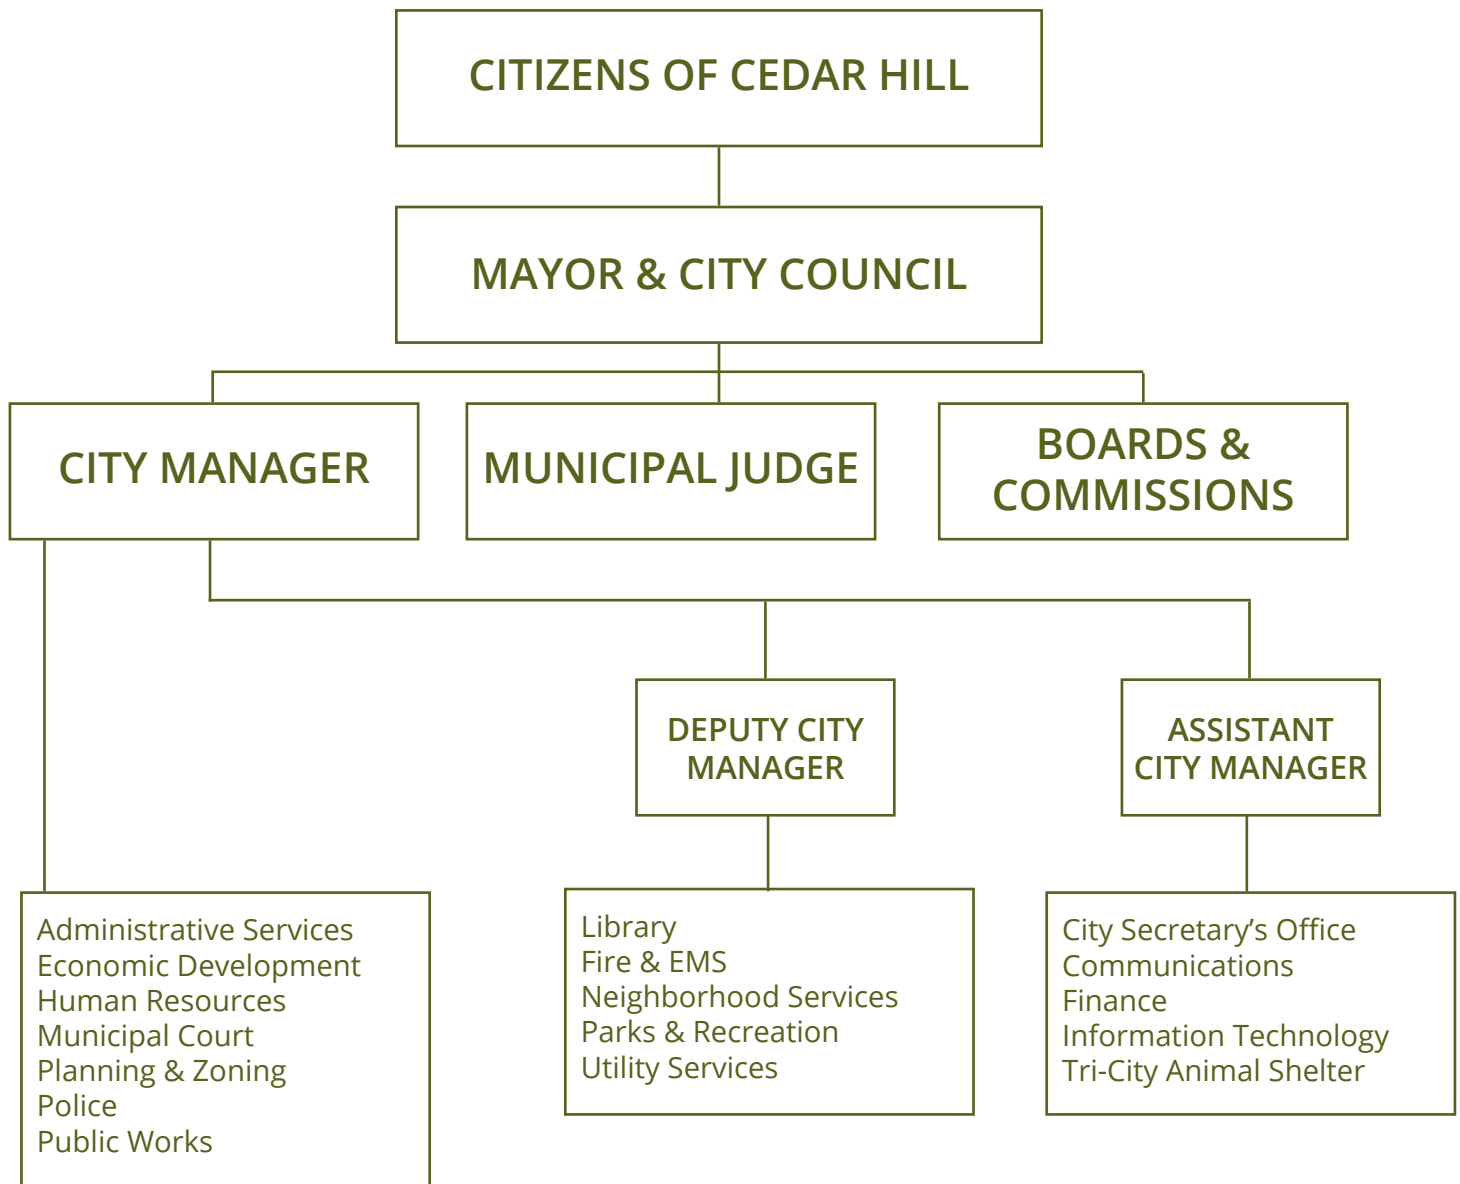 CITIZENS OF CEDAR HILL
MAYOR & CITY COUNCIL
CITY MANAGER
MUNICIPAL JUDGE
BOARDS &
COMMISSIONS
DEPUTY CITY
MANAGER
ASSISTANT
CITY MANAGER
Administrative Services
Economic Development
Human Resources
Municipal Court
Planning & Zoning
Police
Public Works
Library
Fire & EMS
Neighborhood Services
Parks & Recreation
Utility Services
City Secretary’s Office
Communications
Finance
Information Technology
Tri-City Animal Shelter